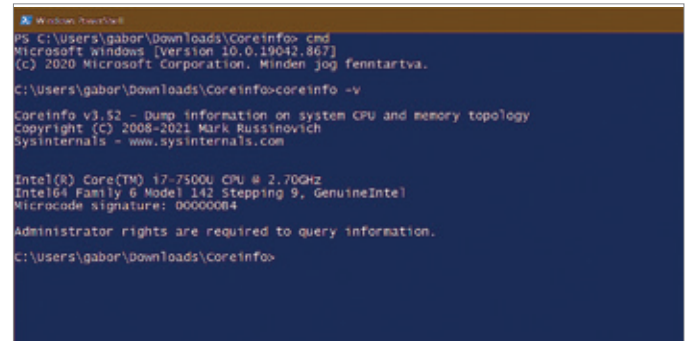 Windows PowerShell
PS C:\Users\gabor\Downloads\Coreinfo> cmd
Microsoft Windows [Version 10.0.19042.867]
(c) 2020 Microsoft Corporation. Minden jog fenntartva.
C:\Users\gabor\Downloads\Coreinfo>coreinfo -v
Coreinfo v3.52 - Dump information on system CPU and memory topology
Copyright (C) 2008-2021 Mark Russinovich
Sysinternals - www.sysinternals.com
Intel(R) Core(TM) i7-7500U CPU @ 2.70GHz
Intel64 Family 6 Model 142 Stepping 9, GenuineIntel
Microcode signature: 000000B4
Administrator rights are required to query information.
C:\Users\gabor\Downloads\Coreinfo>